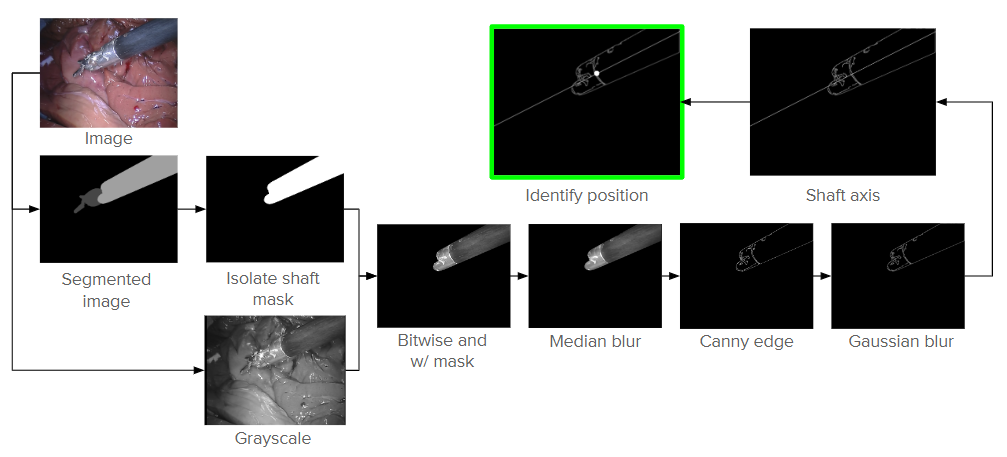 Image
Segmented
image
Isolate shaft
mask
Grayscale
Bitwise and
w/ mask
Median blur
Canny edge
Gaussian blur
Shaft axis
Identify position